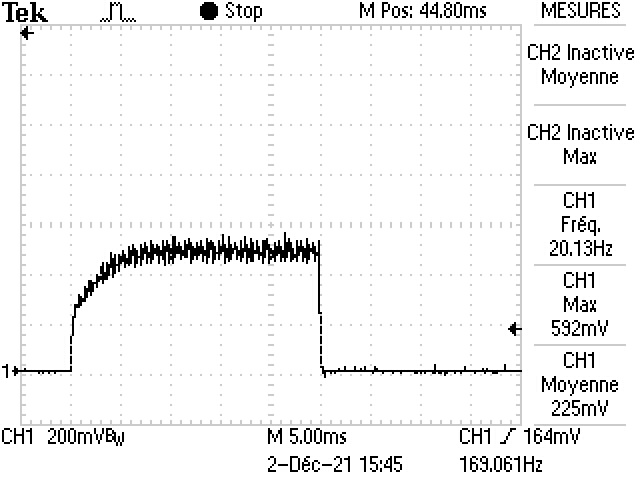 Tek Stop M Pos: 44.80ms MESURES
CH2 Inactive
Moyenne
CH2 Inactive
Max
CH1
Fréq.
20.13Hz
CH1
Max
592mV
CH1
Moyenne
225mV
1
CH1 200mVBw M 5.00ms CH1 164mV
2-Déc-21 15:45 169.061Hz